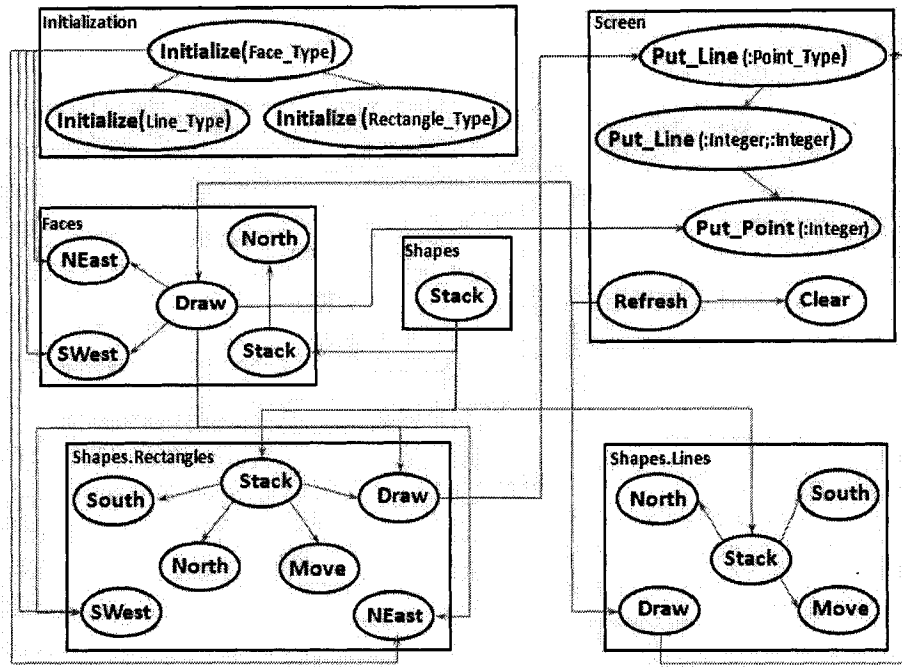 Initialization
Initialize(Face_Type)
Initialize(Line_Type)
Initialize (Rectangle_Type)
Screen
Put_Line (:Point_Type)
Put_Line (:Integer;:Integer)
Put_Point (:Integer)
Refresh
Clear
Faces
NEast
North
Draw
SWest
Stack
Shapes
Stack
Shapes.Rectangles
Stack
South
Draw
North
Move
SWest
NEast
Shapes.Lines
North
South
Stack
Draw
Move